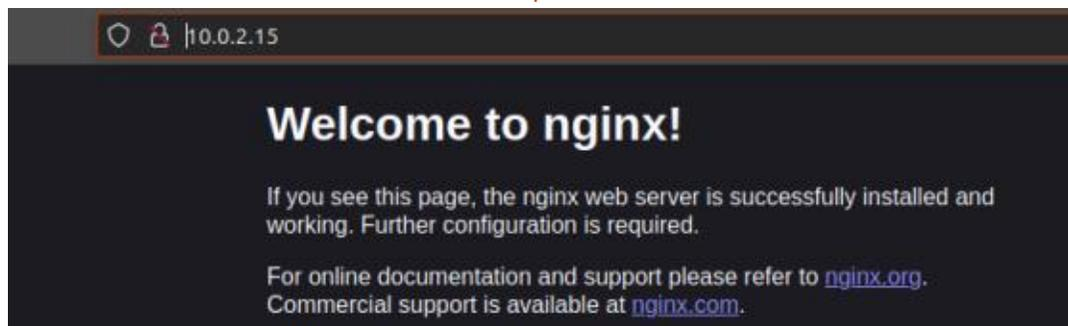 10.0.2.15
Welcome to nginx!
If you see this page, the nginx web server is successfully installed and
working. Further configuration is required.
For online documentation and support please refer to nginx.org.
Commercial support is available at nginx.com.